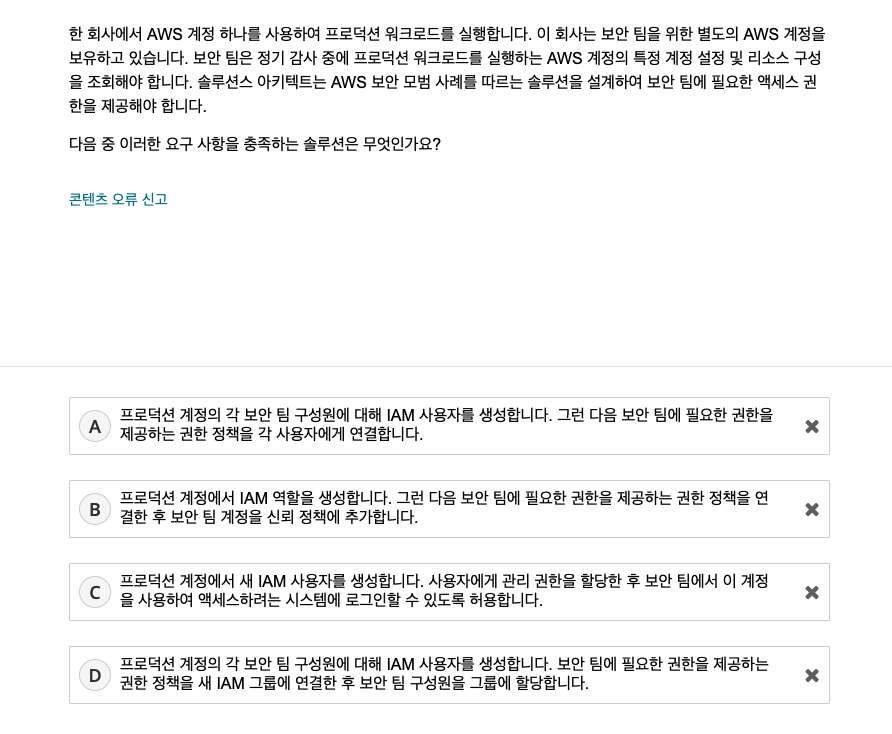 한 회사에서 AWS 계정 하나를 사용하여 프로덕션 워크로드를 실행합니다. 이 회사는 보안 팀을 위한 별도의 AWS 계정을
보유하고 있습니다. 보안 팀은 정기 감사 중에 프로덕션 워크로드를 실행하는 AWS 계정의 특정 계정 설정 및 리소스 구성
을 조회해야 합니다. 솔루션스 아키텍트는 AWS 보안 모범 사례를 따르는 솔루션을 설계하여 보안 팀에 필요한 액세스 권
한을 제공해야 합니다.
다음 중 이러한 요구 사항을 충족하는 솔루션은 무엇인가요?
콘텐츠 오류 신고
A 프로덕션 계정의 각 보안 팀 구성원에 대해 IAM 사용자를 생성합니다. 그런 다음 보안 팀에 필요한 권한을
제공하는 권한 정책을 각 사용자에게 연결합니다.
B 프로덕션 계정에서 IAM 역할을 생성합니다. 그런 다음 보안 팀에 필요한 권한을 제공하는 권한 정책을 연
결한 후 보안 팀 계정을 신뢰 정책에 추가합니다.
C 프로덕션 계정에서 새 IAM 사용자를 생성합니다. 사용자에게 관리 권한을 할당한 후 보안 팀에서 이 계정
을 사용하여 액세스하려는 시스템에 로그인할 수 있도록 허용합니다.
D 프로덕션 계정의 각 보안 팀 구성원에 대해 IAM 사용자를 생성합니다. 보안 팀에 필요한 권한을 제공하는
권한 정책을 새 IAM 그룹에 연결한 후 보안 팀 구성원을 그룹에 할당합니다.